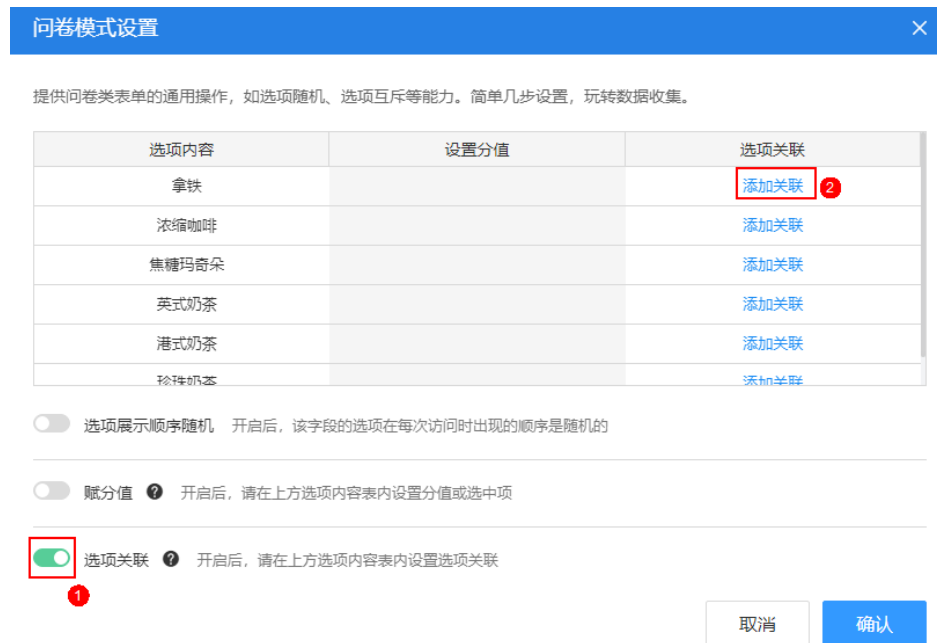 问卷模式设置
提供问卷类表单的通用操作，如选项随机、选项互斥等能力。简单几步设置，玩转数据收集。
选项内容 设置分值 选项关联
拿铁 添加关联 2
浓缩咖啡 添加关联
焦糖玛奇朵 添加关联
英式奶茶 添加关联
港式奶茶 添加关联
珍珠奶茶 添加关联
选项展示顺序随机 开启后，该字段的选项在每次访问时出现的顺序是随机的
赋分值 ? 开启后，请在上方选项内容表内设置分值或选中项
选项关联 ? 开启后，请在上方选项内容表内设置选项关联
1
取消 确认